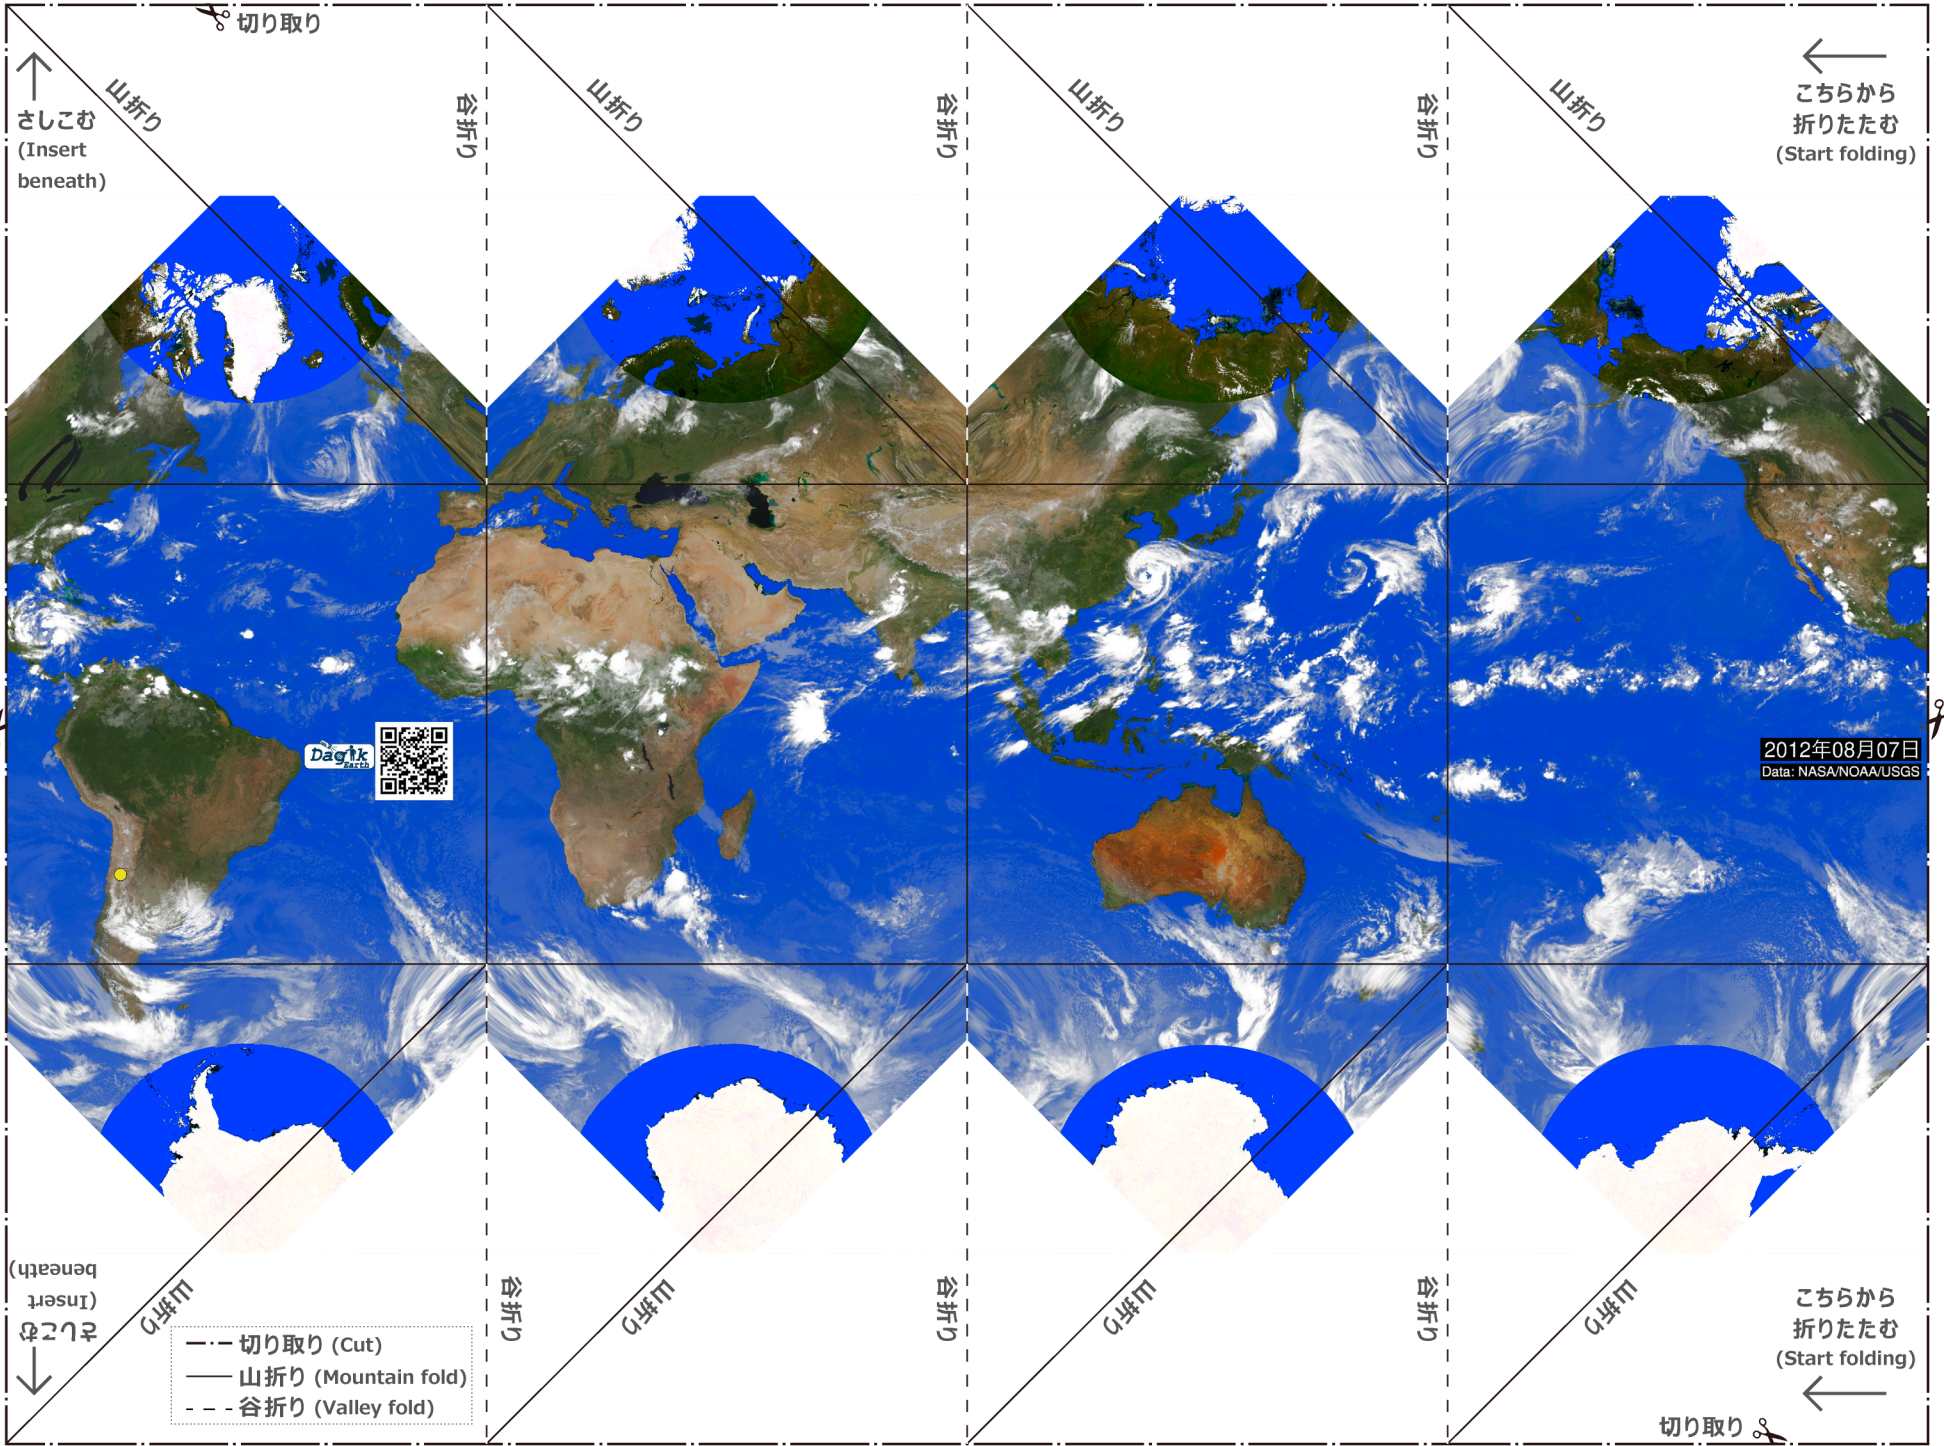 切り取り
山折り
谷折り
山折り
谷折り
山折り
谷折り
山折り
さしこむ
(Insert
beneath)
こちらから
折りたたむ
(Start folding)
Dagik
Earth
2012年08月07日
Data: NASA/NOAA/USGS
さしこむ
(Insert
beneath)
山折り
谷折り
山折り
谷折り
山折り
谷折り
山折り
こちらから
折りたたむ
(Start folding)
切り取り (Cut)
山折り (Mountain fold)
谷折り (Valley fold)
切り取り